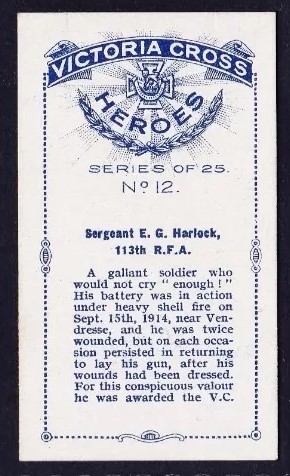 VICTORIA CROSS
HEROES
SERIES OF 25.
No 12.
Sergeant E. G. Harlock,
113th R.F.A.
A gallant soldier who
would not cry " enough ! "
His battery was in action
under heavy shell fire on
Sept. 15th, 1914, near Ven-
dresse, and he was twice
wounded, but on each occa-
sion persisted in returning
to lay his gun, after his
wounds had been dressed.
For this conspicuous valour
he was awarded the V.C.